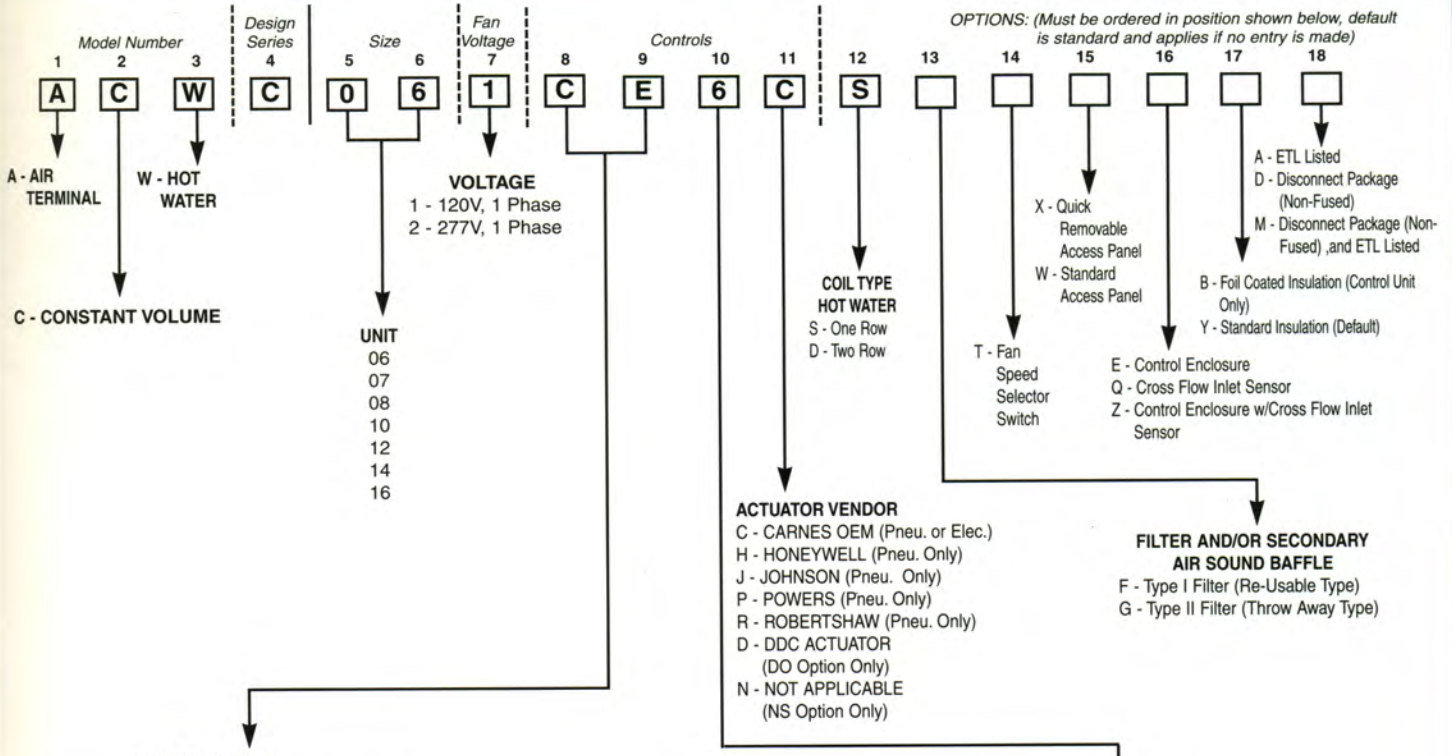 OPTIONS: (Must be ordered in position shown below, default
is standard and applies if no entry is made)
Model Number
Design
Series
Size
Fan
Voltage
Controls
1 2 3 4 5 6 7 8 9 10 11 12 13 14 15 16 17 18
A C W C 0 6 1 C E 6 C S
A - AIR
TERMINAL
W - HOT
WATER
C - CONSTANT VOLUME
UNIT
06
07
08
10
12
14
16
VOLTAGE
1 - 120V, 1 Phase
2 - 277V, 1 Phase
ACTUATOR VENDOR
C - CARNES OEM (Pneu. or Elec.)
H - HONEYWELL (Pneu. Only)
J - JOHNSON (Pneu. Only)
P - POWERS (Pneu. Only)
R - ROBERTSHAW (Pneu. Only)
D - DDC ACTUATOR
(DO Option Only)
N - NOT APPLICABLE
(NS Option Only)
COIL TYPE
HOT WATER
S - One Row
D - Two Row
FILTER AND/OR SECONDARY
AIR SOUND BAFFLE
F - Type I Filter (Re-Usable Type)
G - Type II Filter (Throw Away Type)
T - Fan
Speed
Selector
Switch
X - Quick
Removable
Access Panel
W - Standard
Access Panel
E - Control Enclosure
Q - Cross Flow Inlet Sensor
Z - Control Enclosure w/Cross Flow Inlet
Sensor
B - Foil Coated Insulation (Control Unit
Only)
Y - Standard Insulation (Default)
A - ETL Listed
D - Disconnect Package
(Non-Fused)
M - Disconnect Package (Non-
Fused) ,and ETL Listed